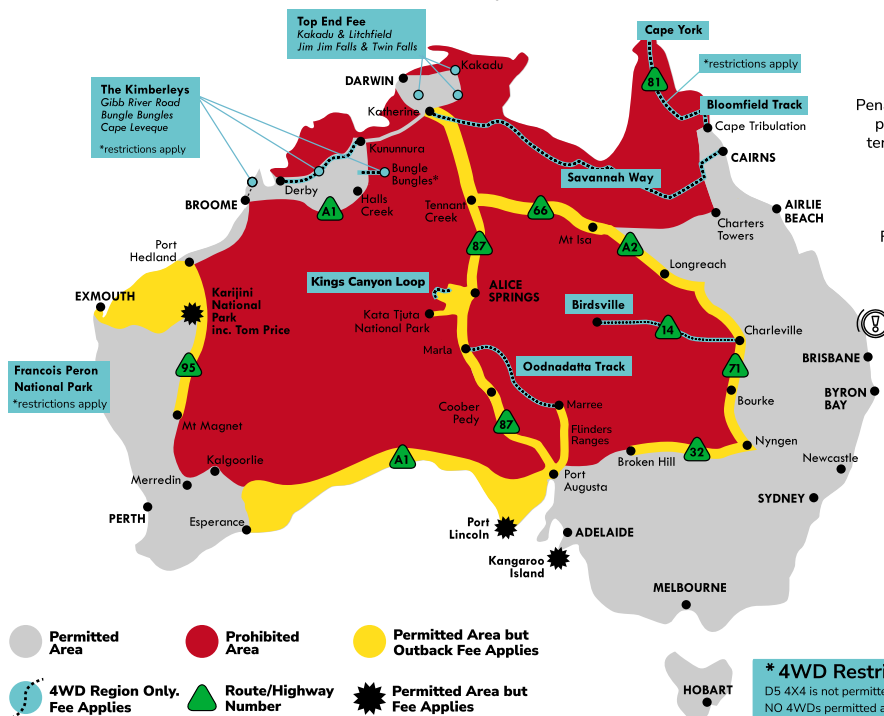 Top End Fee
Kakadu & Litchfield
Jim Jim Falls & Twin Falls
Cape York
*restrictions apply
The Kimberleys
Gibb River Road
Bungle Bungles
Cape Leveque
*restrictions apply
DARWIN
Kakadu
81
Bloomfield Track
Katherine
Cape Tribulation
Kununnurra
CAIRNS
Bungle
Bungles*
Savannah Way
Derby
Halls
Creek
BROOME
A1
Tennant
Creek
66
AIRLIE
BEACH
Charters
Towers
Mt Isa
A2
87
Port
Hedland
Longreach
Kings Canyon Loop
ALICE
SPRINGS
EXMOUTH
Karijini
National
Park
inc. Tom Price
Kata Tjuta
National Park
Birdsville
14
Charleville
Marla
BRISBANE
Francois Peron
National Park
*restrictions apply
95
Oodnadatta Track
71
BYRON
BAY
Bourke
Mt Magnet
Coober
Pedy
87
Marree
Flinders
Ranges
Nyngen
Broken Hill
32
Newcastle
Kalgoorlie
A1
Merredin
Port
Augusta
SYDNEY
PERTH
Esperance
Port
Lincoln
ADELAIDE
Kangaroo
Island
MELBOURNE
Permitted
Area
Prohibited
Area
Permitted Area but
Outback Fee Applies
4WD Region Only.
Fee Applies
Route/Highway
Number
Permitted Area but
Fee Applies
HOBART
* 4WD Restri
D5 4X4 is not permitte
NO 4WDs permitted a